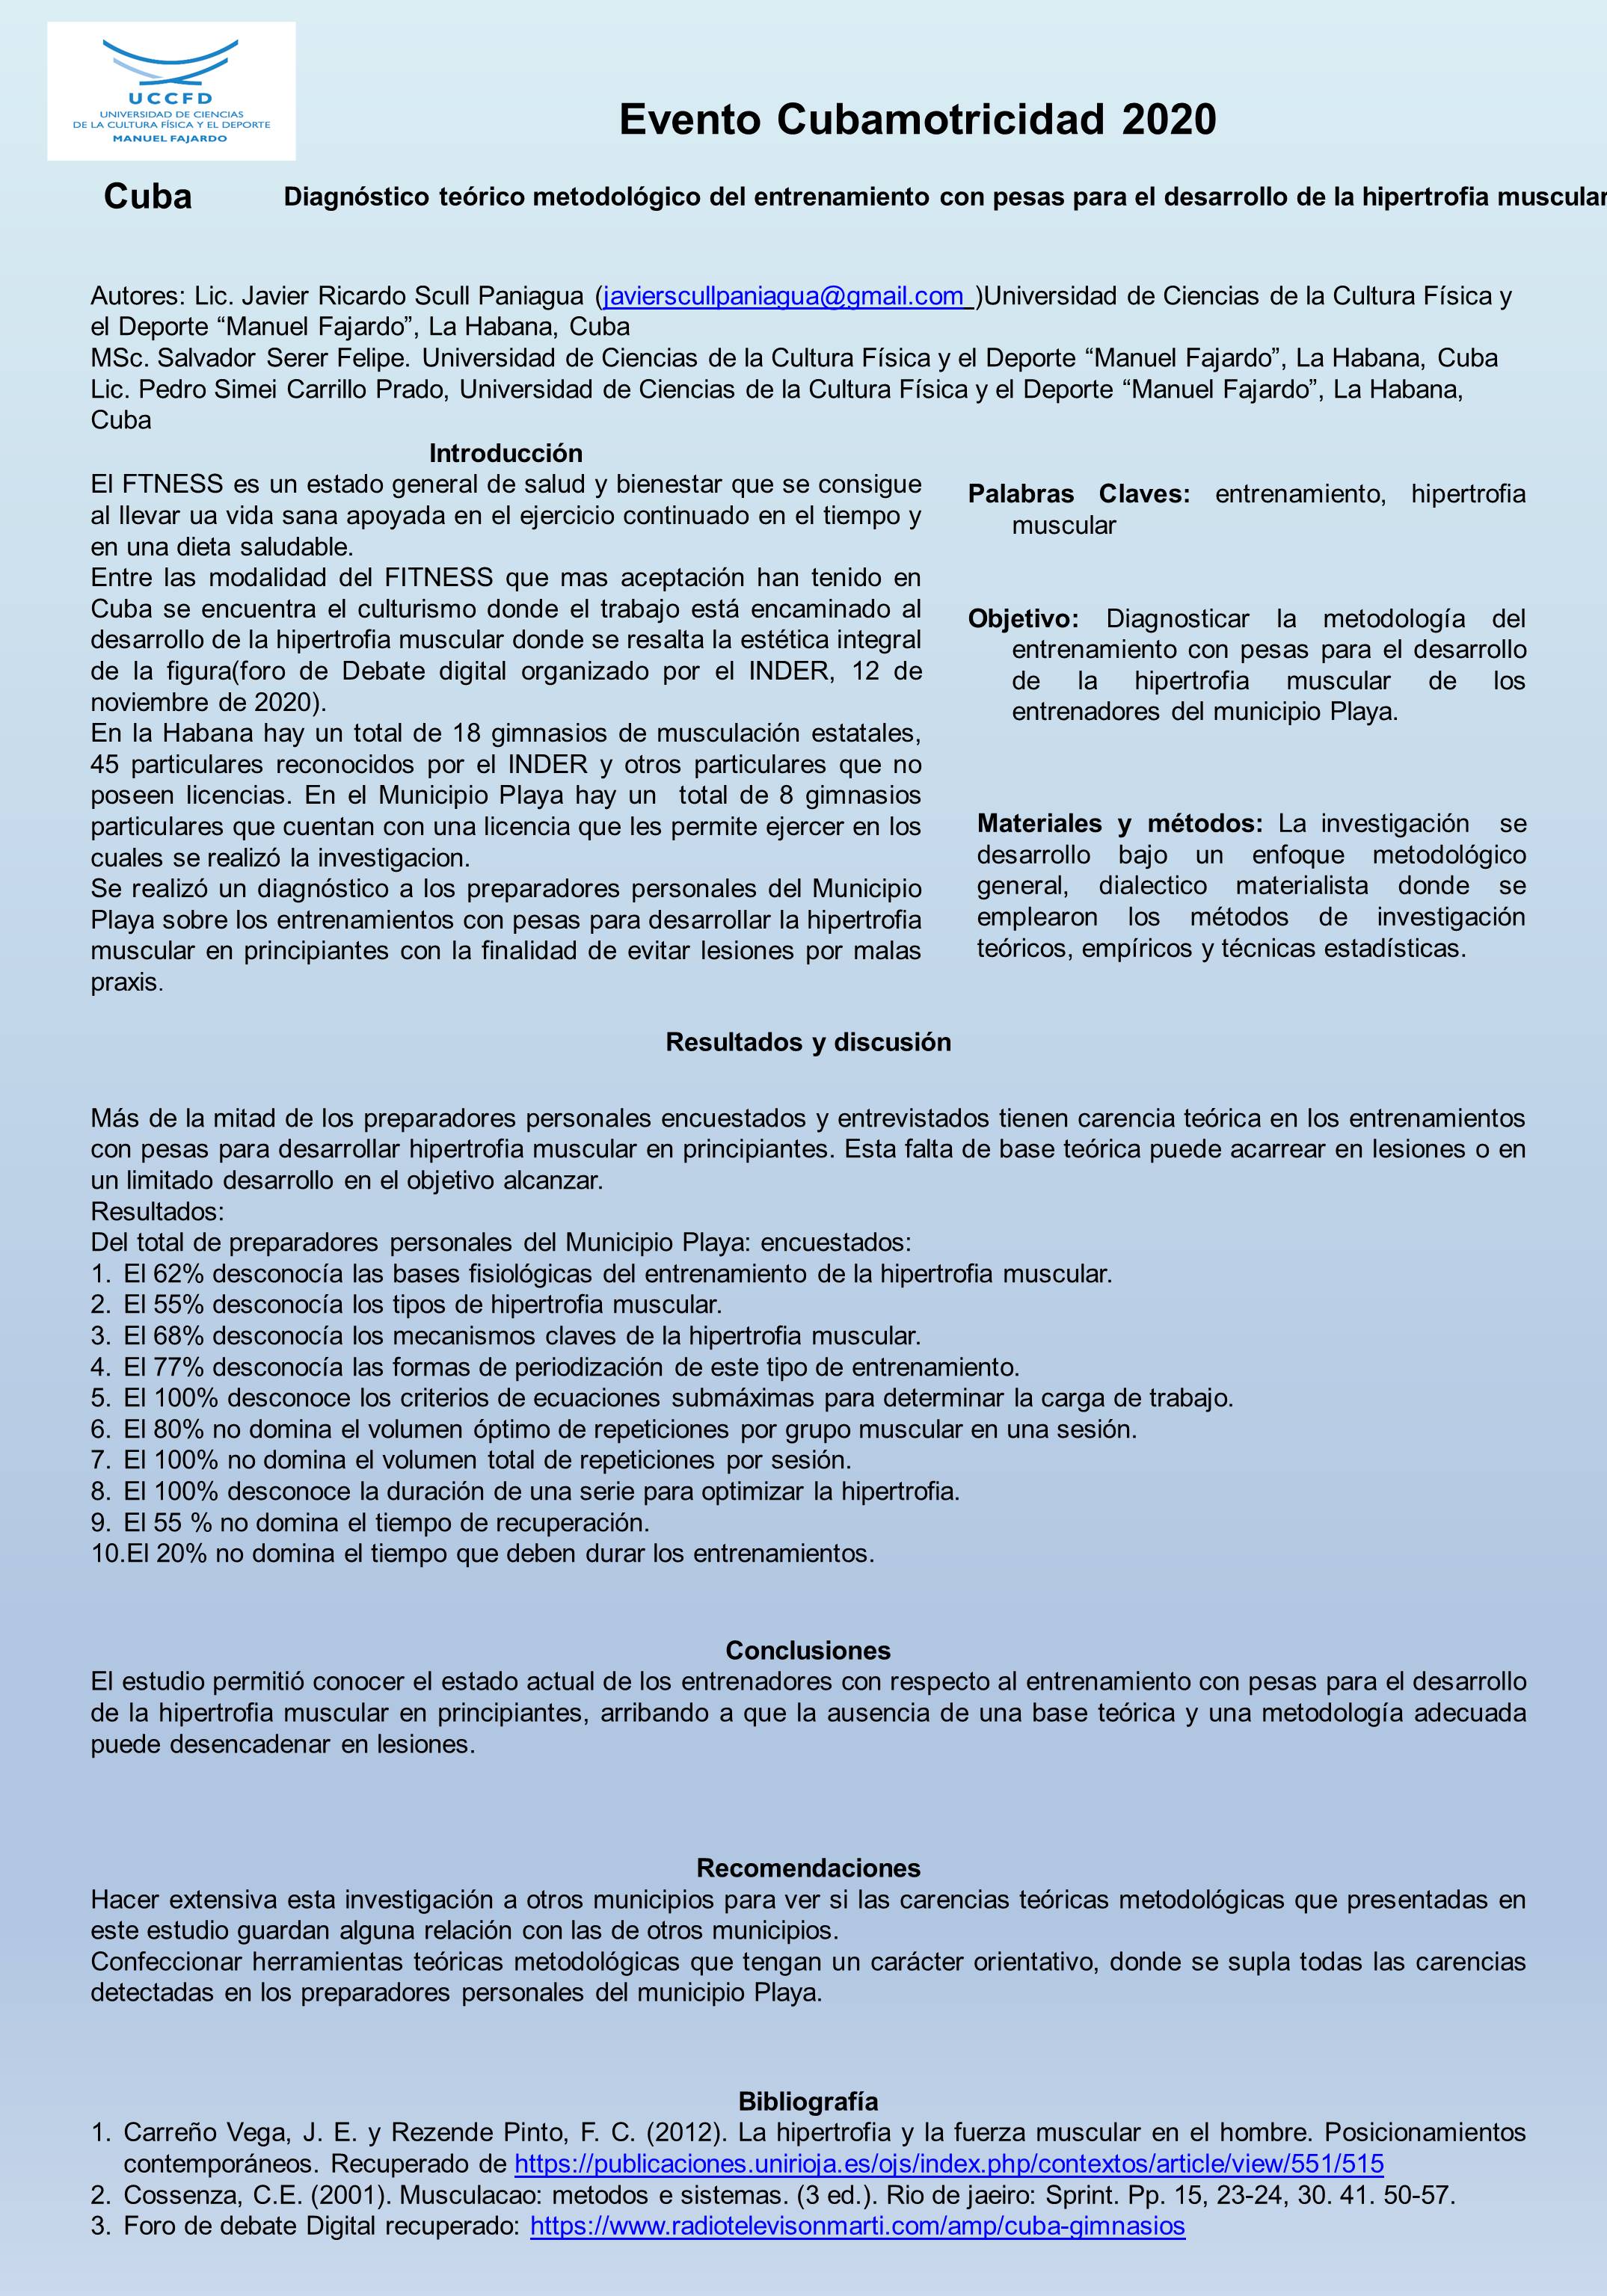 UCCFD
UNIVERSIDAD DE CIENCIAS
DE LA CULTURA FÍSICA Y EL DEPORTE
MANUEL FAJARDO
Evento Cubamotricidad 2020
Cuba
Diagnóstico teórico metodológico del entrenamiento con pesas para el desarrollo de la hipertrofia muscular
Autores: Lic. Javier Ricardo Scull Paniagua (javierscullpaniagua@gmail.com )Universidad de Ciencias de la Cultura Física y
el Deporte “Manuel Fajardo”, La Habana, Cuba
MSc. Salvador Serer Felipe. Universidad de Ciencias de la Cultura Física y el Deporte “Manuel Fajardo”, La Habana, Cuba
Lic. Pedro Simei Carrillo Prado, Universidad de Ciencias de la Cultura Física y el Deporte “Manuel Fajardo”, La Habana,
Cuba
Introducción
El FTNESS es un estado general de salud y bienestar que se consigue
al llevar ua vida sana apoyada en el ejercicio continuado en el tiempo y
en una dieta saludable.
Entre las modalidad del FITNESS que mas aceptación han tenido en
Cuba se encuentra el culturismo donde el trabajo está encaminado al
desarrollo de la hipertrofia muscular donde se resalta la estética integral
de la figura(foro de Debate digital organizado por el INDER, 12 de
noviembre de 2020).
En la Habana hay un total de 18 gimnasios de musculación estatales,
45 particulares reconocidos por el INDER y otros particulares que no
poseen licencias. En el Municipio Playa hay un total de 8 gimnasios
particulares que cuentan con una licencia que les permite ejercer en los
cuales se realizó la investigacion.
Se realizó un diagnóstico a los preparadores personales del Municipio
Playa sobre los entrenamientos con pesas para desarrollar la hipertrofia
muscular en principiantes con la finalidad de evitar lesiones por malas
praxis.
Palabras Claves: entrenamiento, hipertrofia
muscular
Objetivo: Diagnosticar la metodología del
entrenamiento con pesas para el desarrollo
de la hipertrofia muscular de los
entrenadores del municipio Playa.
Materiales y métodos: La investigación se
desarrollo bajo un enfoque metodológico
general, dialectico materialista donde se
emplearon los métodos de investigación
teóricos, empíricos y técnicas estadísticas.
Resultados y discusión
Más de la mitad de los preparadores personales encuestados y entrevistados tienen carencia teórica en los entrenamientos
con pesas para desarrollar hipertrofia muscular en principiantes. Esta falta de base teórica puede acarrear en lesiones o en
un limitado desarrollo en el objetivo alcanzar.
Resultados:
Del total de preparadores personales del Municipio Playa: encuestados:
1. El 62% desconocía las bases fisiológicas del entrenamiento de la hipertrofia muscular.
2. El 55% desconocía los tipos de hipertrofia muscular.
3. El 68% desconocía los mecanismos claves de la hipertrofia muscular.
4. El 77% desconocía las formas de periodización de este tipo de entrenamiento.
5. El 100% desconoce los criterios de ecuaciones submáximas para determinar la carga de trabajo.
6. El 80% no domina el volumen óptimo de repeticiones por grupo muscular en una sesión.
7. El 100% no domina el volumen total de repeticiones por sesión.
8. El 100% desconoce la duración de una serie para optimizar la hipertrofia.
9. El 55 % no domina el tiempo de recuperación.
10.El 20% no domina el tiempo que deben durar los entrenamientos.
Conclusiones
El estudio permitió conocer el estado actual de los entrenadores con respecto al entrenamiento con pesas para el desarrollo
de la hipertrofia muscular en principiantes, arribando a que la ausencia de una base teórica y una metodología adecuada
puede desencadenar en lesiones.
Recomendaciones
Hacer extensiva esta investigación a otros municipios para ver si las carencias teóricas metodológicas que presentadas en
este estudio guardan alguna relación con las de otros municipios.
Confeccionar herramientas teóricas metodológicas que tengan un carácter orientativo, donde se supla todas las carencias
detectadas en los preparadores personales del municipio Playa.
Bibliografía
1. Carreño Vega, J. E. y Rezende Pinto, F. C. (2012). La hipertrofia y la fuerza muscular en el hombre. Posicionamientos
contemporáneos. Recuperado de https://publicaciones.unirioja.es/ojs/index.php/contextos/article/view/551/515
2. Cossenza, C.E. (2001). Musculacao: metodos e sistemas. (3 ed.). Rio de jaeiro: Sprint. Pp. 15, 23-24, 30. 41. 50-57.
3. Foro de debate Digital recuperado: https://www.radiotelevisonmarti.com/amp/cuba-gimnasios